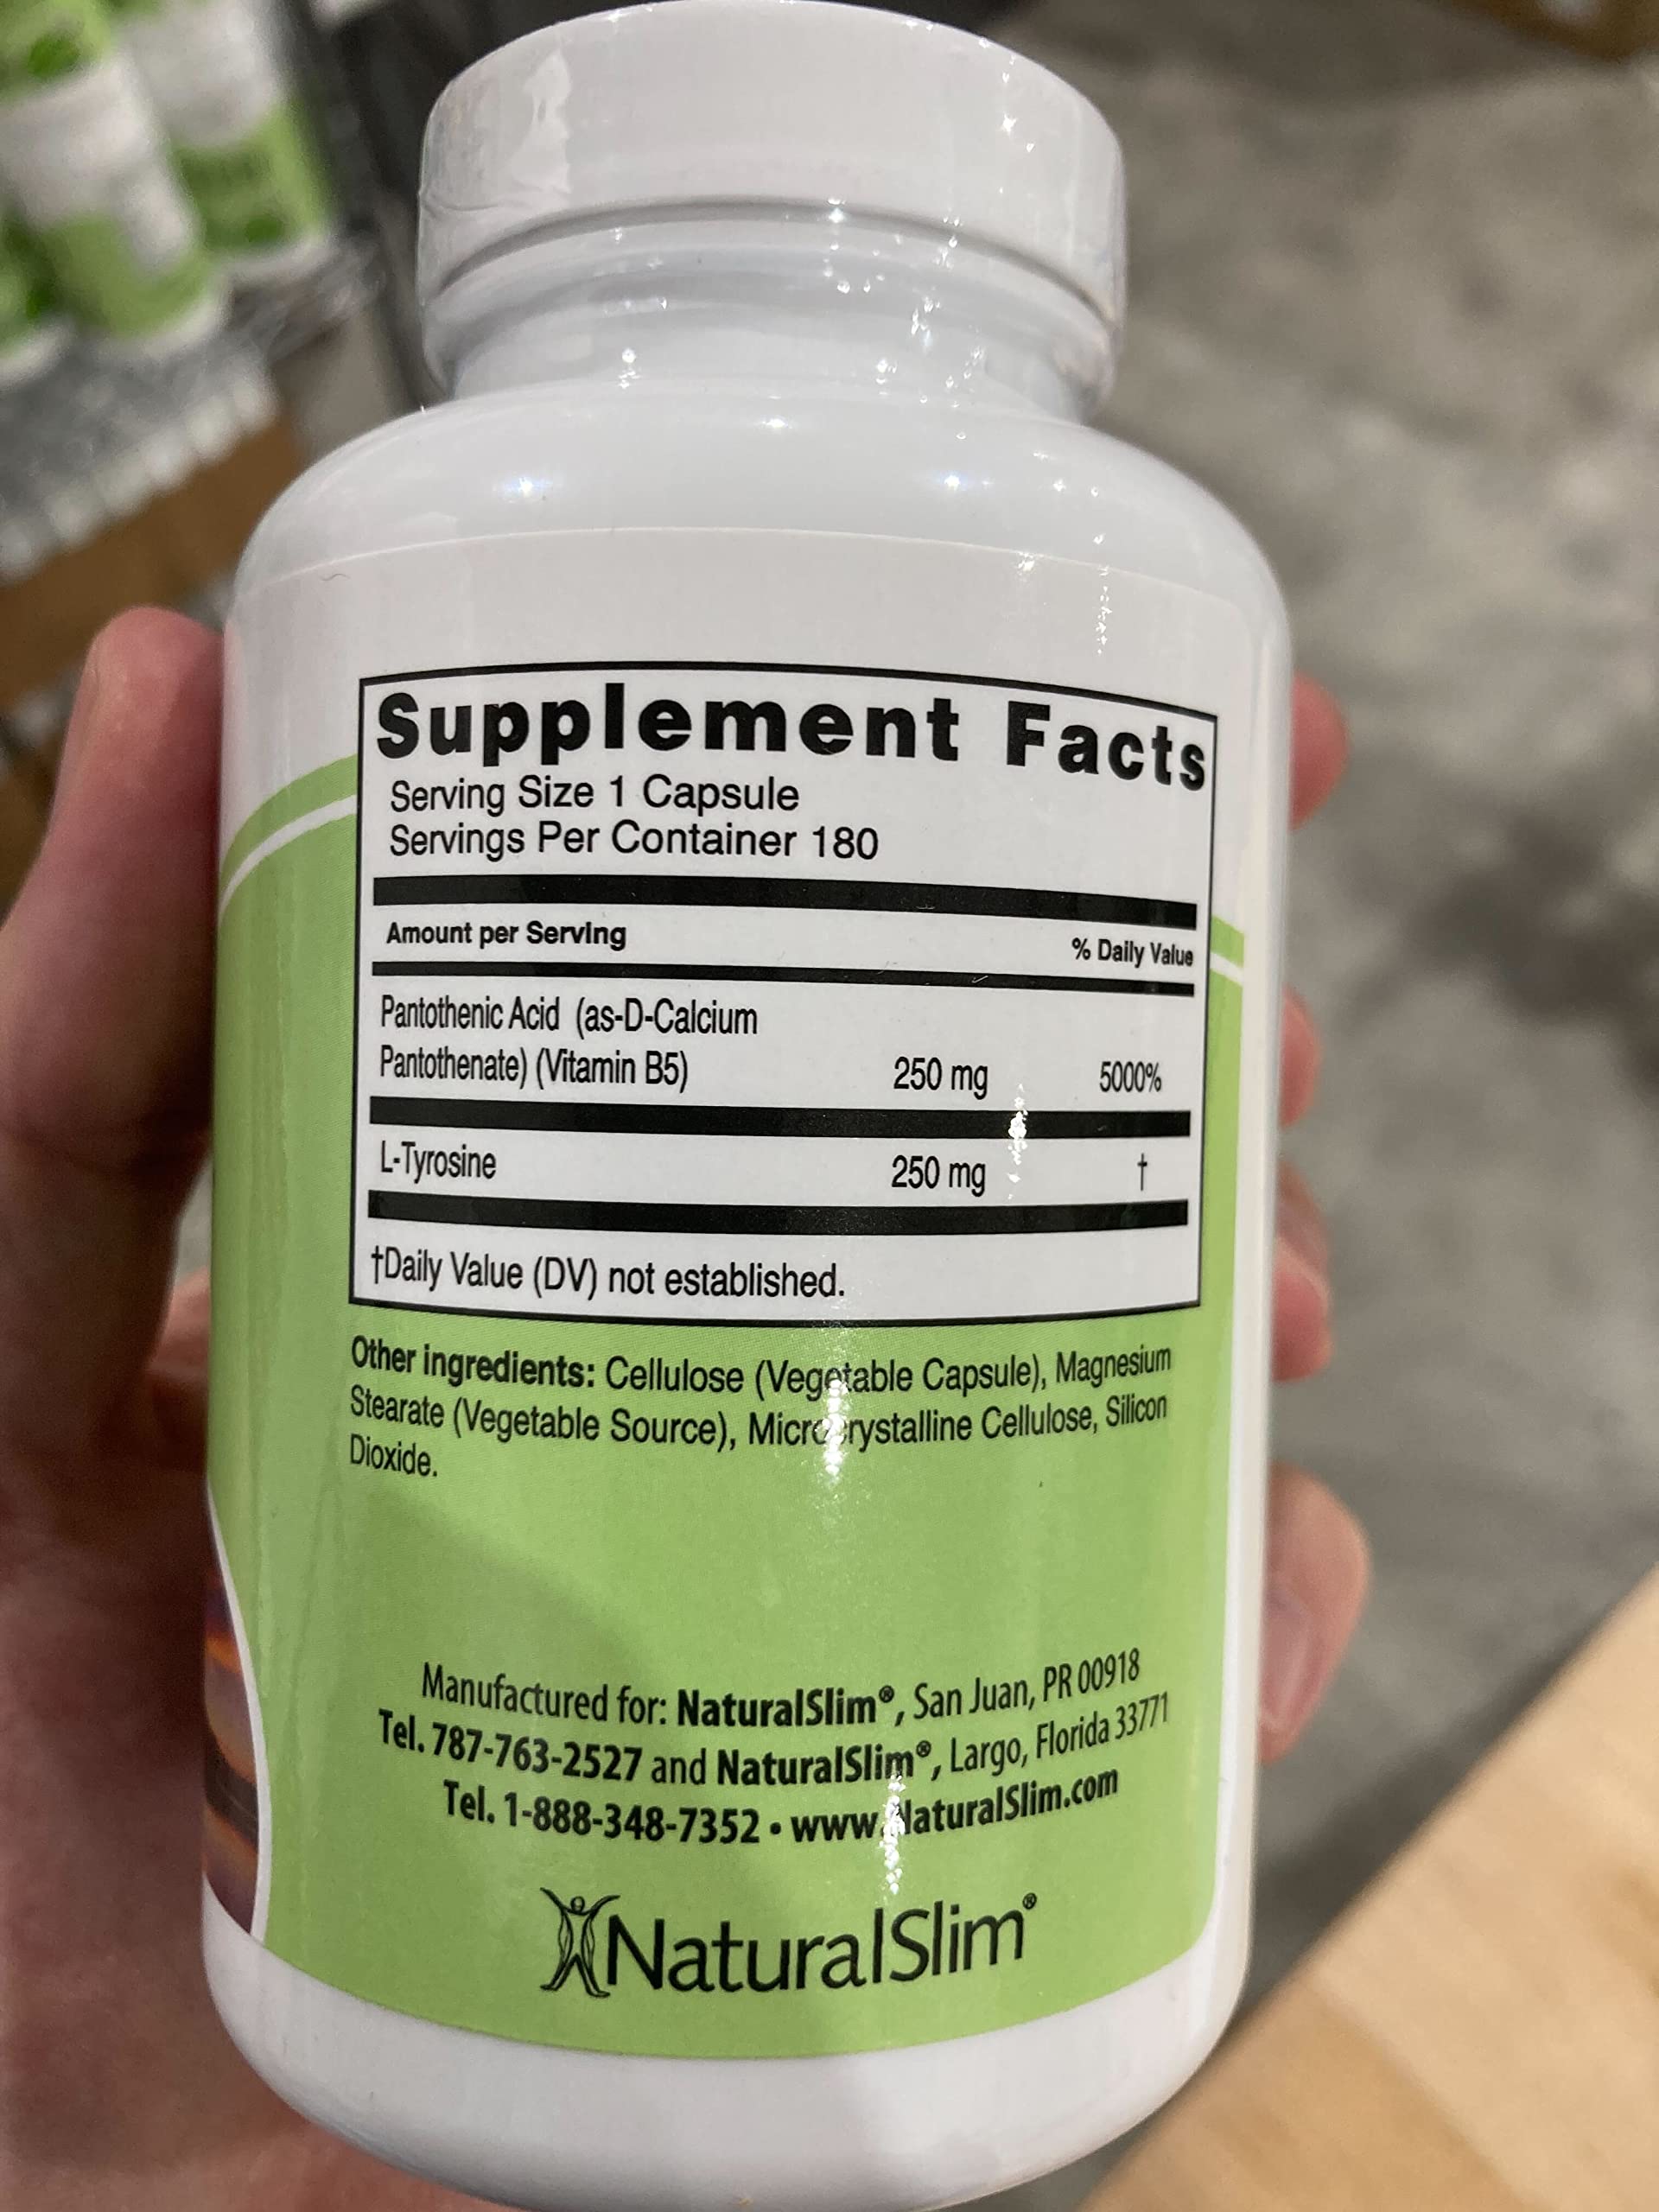 Supplement Facts
Serving Size 1 Capsule
Servings Per Container 180
Amount per Serving % Daily Value
Pantothenic Acid (as-D-Calcium
Pantothenate) (Vitamin B5) 250 mg 5000%
L-Tyrosine 250 mg †
†Daily Value (DV) not established.
Other ingredients: Cellulose (Vegetable Capsule), Magnesium
Stearate (Vegetable Source), Microcrystalline Cellulose, Silicon
Dioxide.
Manufactured for: NaturalSlim®, San Juan, PR 00918
Tel. 787-763-2527 and NaturalSlim®, Largo, Florida 33771
Tel. 1-888-348-7352 • www.NaturalSlim.com
NaturalSlim®